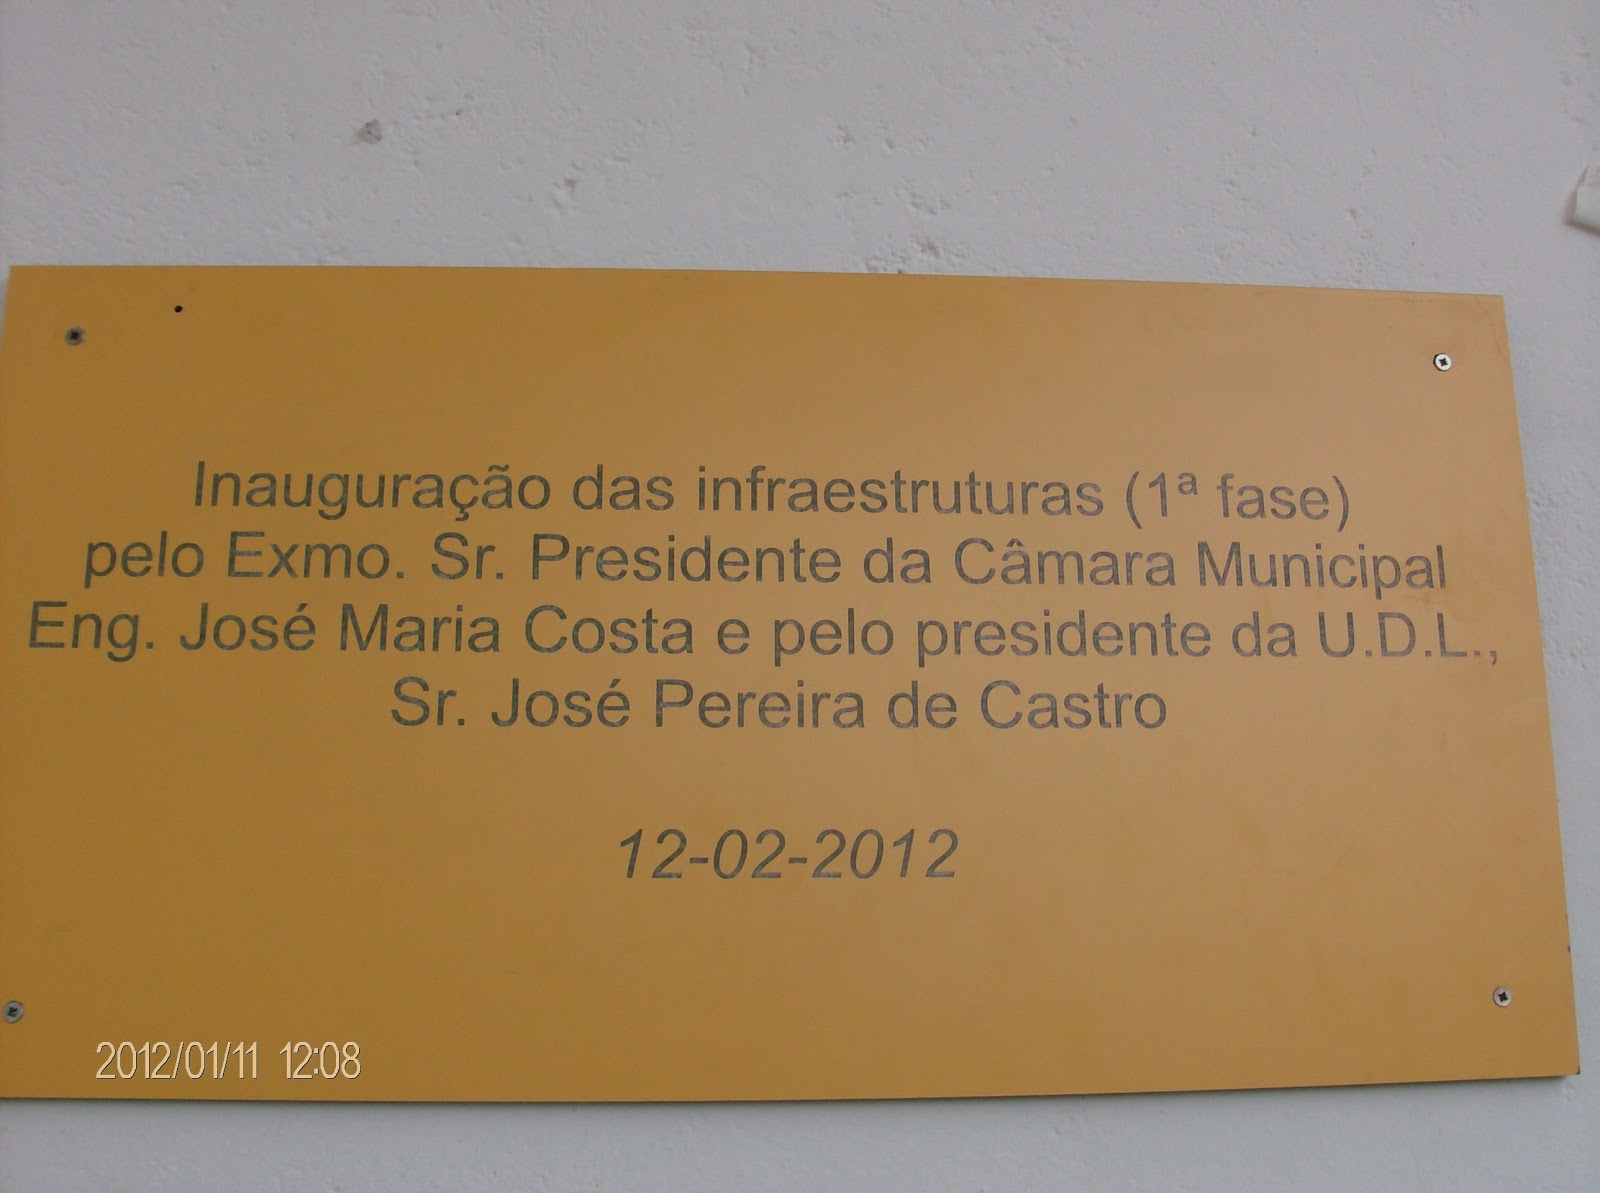 Inauguração das infraestruturas (1ª fase)
pelo Exmo. Sr. Presidente da Câmara Municipal
Eng. José Maria Costa e pelo presidente da U.D.L.,
Sr. José Pereira de Castro
12-02-2012
2012/01/11 12:08